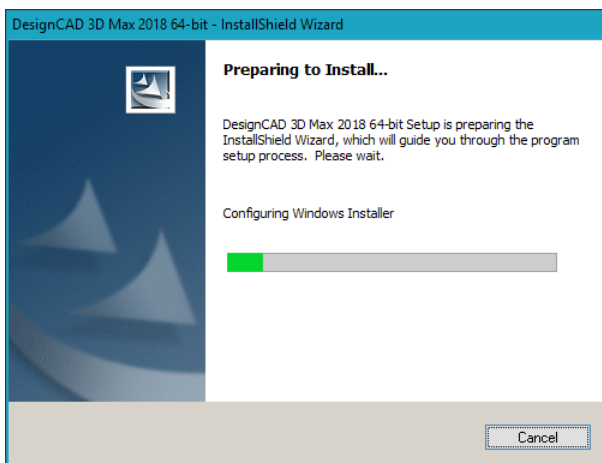 DesignCAD 3D Max 2018 64-bit - InstallShield Wizard
Preparing to Install...
DesignCAD 3D Max 2018 64-bit Setup is preparing the
InstallShield Wizard, which will guide you through the program
setup process.  Please wait.
Configuring Windows Installer
Cancel